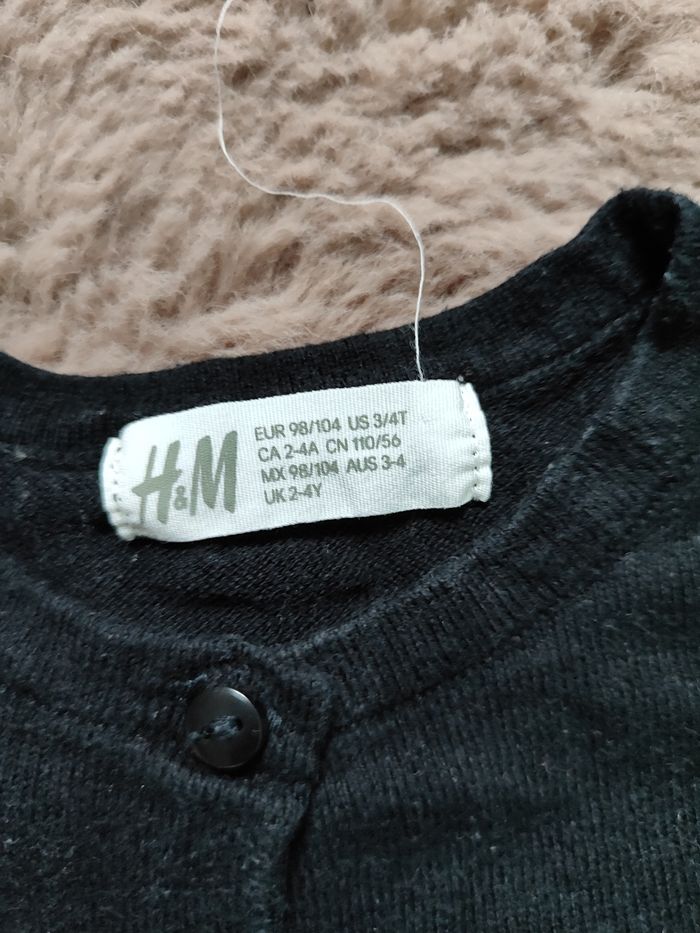 H&M
EUR 98/104 US 3/4T
CA 2-4A CN 110/56
MX 98/104 AUS 3-4
UK 2-4Y